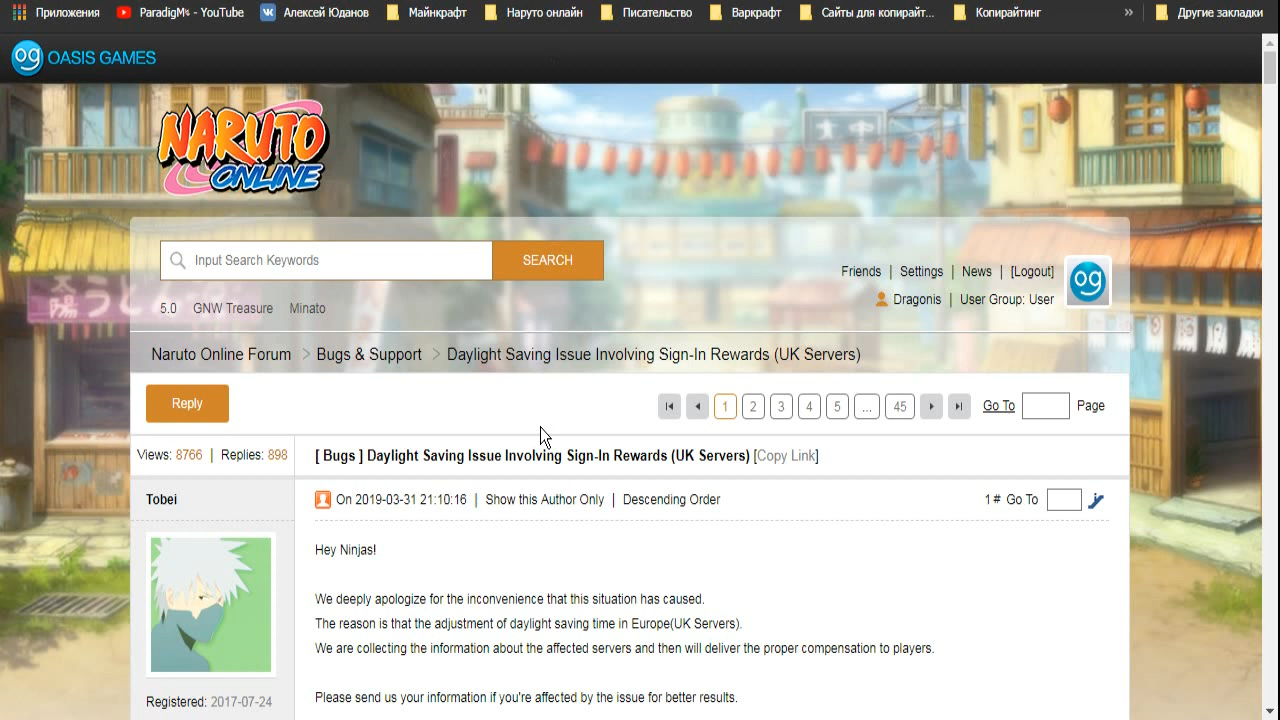 Приложения
ParadigM⅝ - YouTube
Алексей Юданов
Майнкрафт
Наруто онлайн
Писательство
Варкрафт
Сайты для копирайт...
Копирайтинг
»
Другие закладки
og OASIS GAMES
NARUTO
ONLINE
Input Search Keywords
SEARCH
Friends | Settings | News | [Logout]
og
Dragonis | User Group: User
5.0 GNW Treasure Minato
Naruto Online Forum > Bugs & Support > Daylight Saving Issue Involving Sign-In Rewards (UK Servers)
Reply
1 2 3 4 5 ... 45 Go To Page
Views: 8766 | Replies: 898
[ Bugs ] Daylight Saving Issue Involving Sign-In Rewards (UK Servers) [Copy Link]
Tobei
On 2019-03-31 21:10:16 | Show this Author Only | Descending Order
1 # Go To
Hey Ninjas!
We deeply apologize for the inconvenience that this situation has caused.
The reason is that the adjustment of daylight saving time in Europe(UK Servers).
We are collecting the information about the affected servers and then will deliver the proper compensation to players.
Please send us your information if you're affected by the issue for better results.
Registered: 2017-07-24